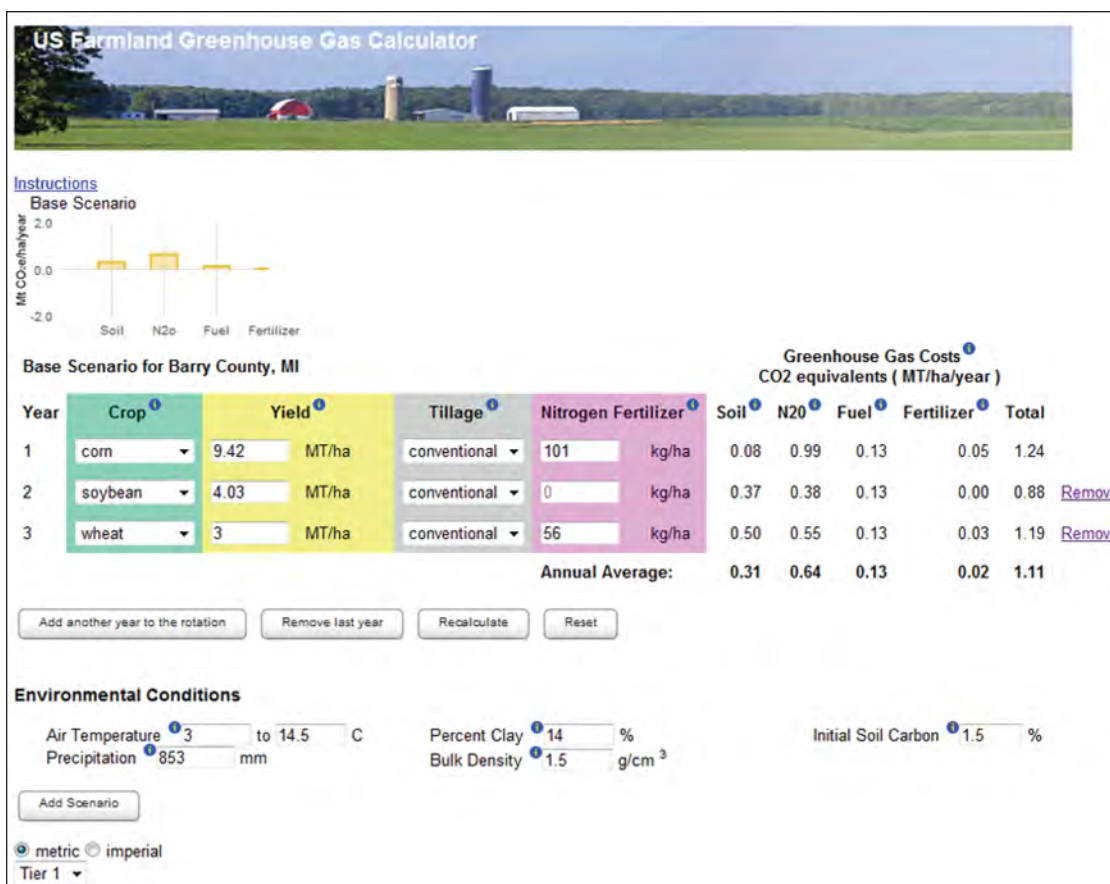 US Farmland Greenhouse Gas Calculator
Instructions
Base Scenario
Mt CO₂e/ha/year
2.0
0.0
-2.0
Soil N2o Fuel Fertilizer
Base Scenario for Barry County, MI
Greenhouse Gas Costs
CO2 equivalents ( MT/ha/year )
Year Crop Yield Tillage Nitrogen Fertilizer Soil N20 Fuel Fertilizer Total
1 corn 9.42 MT/ha conventional 101 kg/ha 0.08 0.99 0.13 0.05 1.24
2 soybean 4.03 MT/ha conventional 0 kg/ha 0.37 0.38 0.13 0.00 0.88 Remov
3 wheat 3 MT/ha conventional 56 kg/ha 0.50 0.55 0.13 0.03 1.19 Remov
Annual Average: 0.31 0.64 0.13 0.02 1.11
Add another year to the rotation Remove last year Recalculate Reset
Environmental Conditions
Air Temperature 3 to 14.5 C Percent Clay 14 % Initial Soil Carbon 1.5 %
Precipitation 853 mm Bulk Density 1.5 g/cm 3
Add Scenario
metric imperial
Tier 1